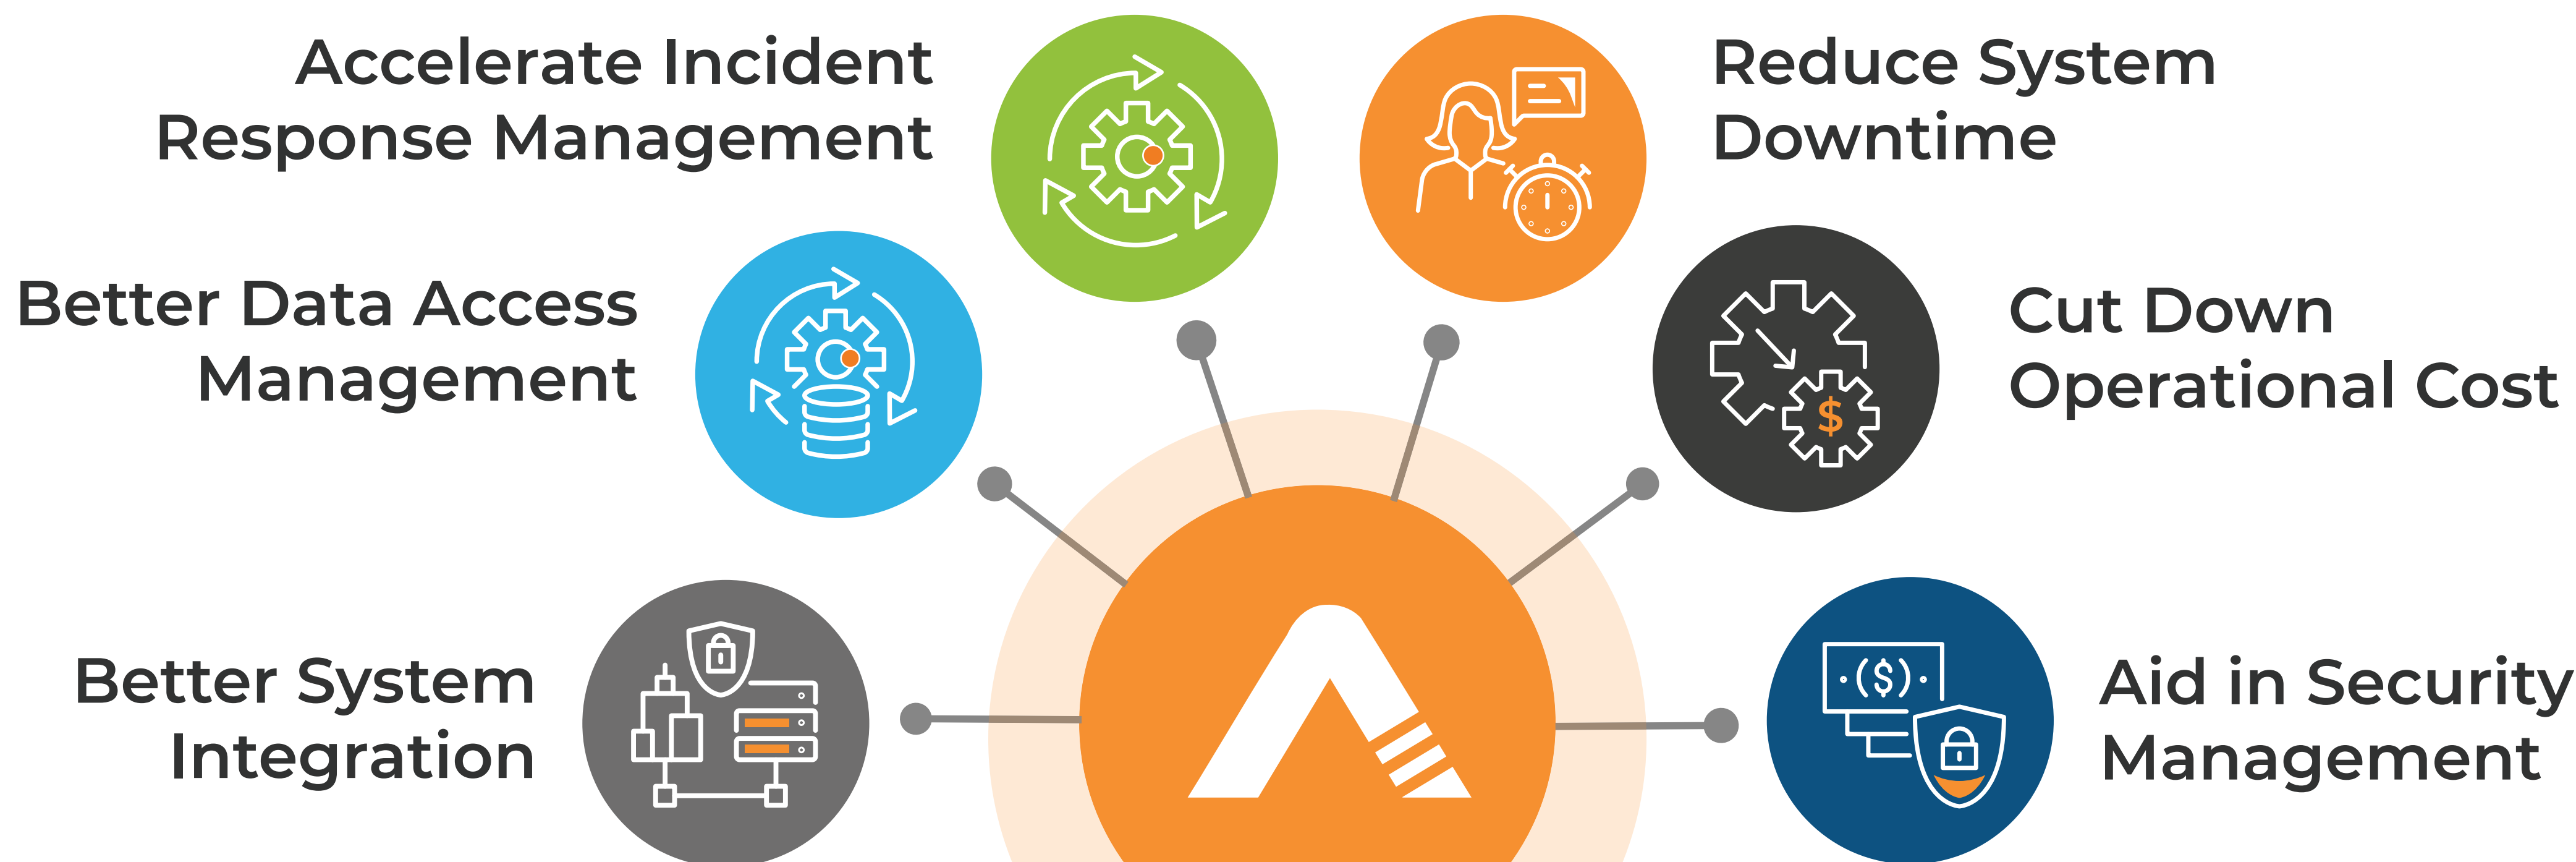 Accelerate Incident
Response Management
Reduce System
Downtime
Better Data Access
Management
Cut Down
Operational Cost
$
Better System
Integration
($)
Aid in Security
Management